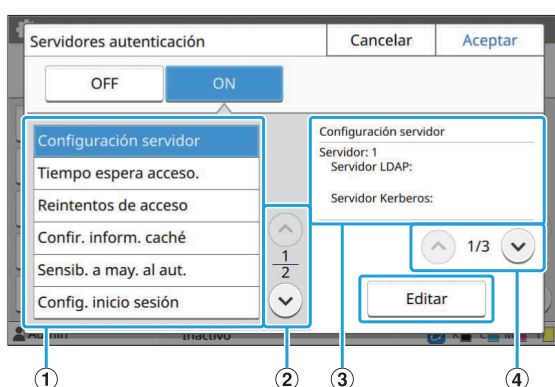 Servidores autenticación
Cancelar
Aceptar
OFF
ON
Configuración servidor
Tiempo espera acceso.
Reintentos de acceso
Confir. inform. caché
Sensib. a may. al aut.
Config. inicio sesión
1
2
Configuración servidor
Servidor: 1
Servidor LDAP:
Servidor Kerberos:
1/3
Editar
Admin
Inactivo
K
C
M
Y
1
2
3
4